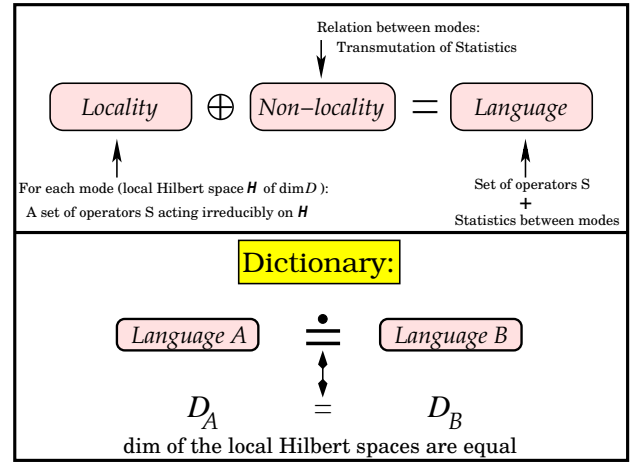 Relation between modes:
Transmutation of Statistics
Locality ⊕ Non−locality = Language
For each mode (local Hilbert space H of dim D ):
A set of operators S acting irreducibly on H
Set of operators S
+
Statistics between modes
Dictionary:
Language A ≐ Language B
D_A = D_B
dim of the local Hilbert spaces are equal